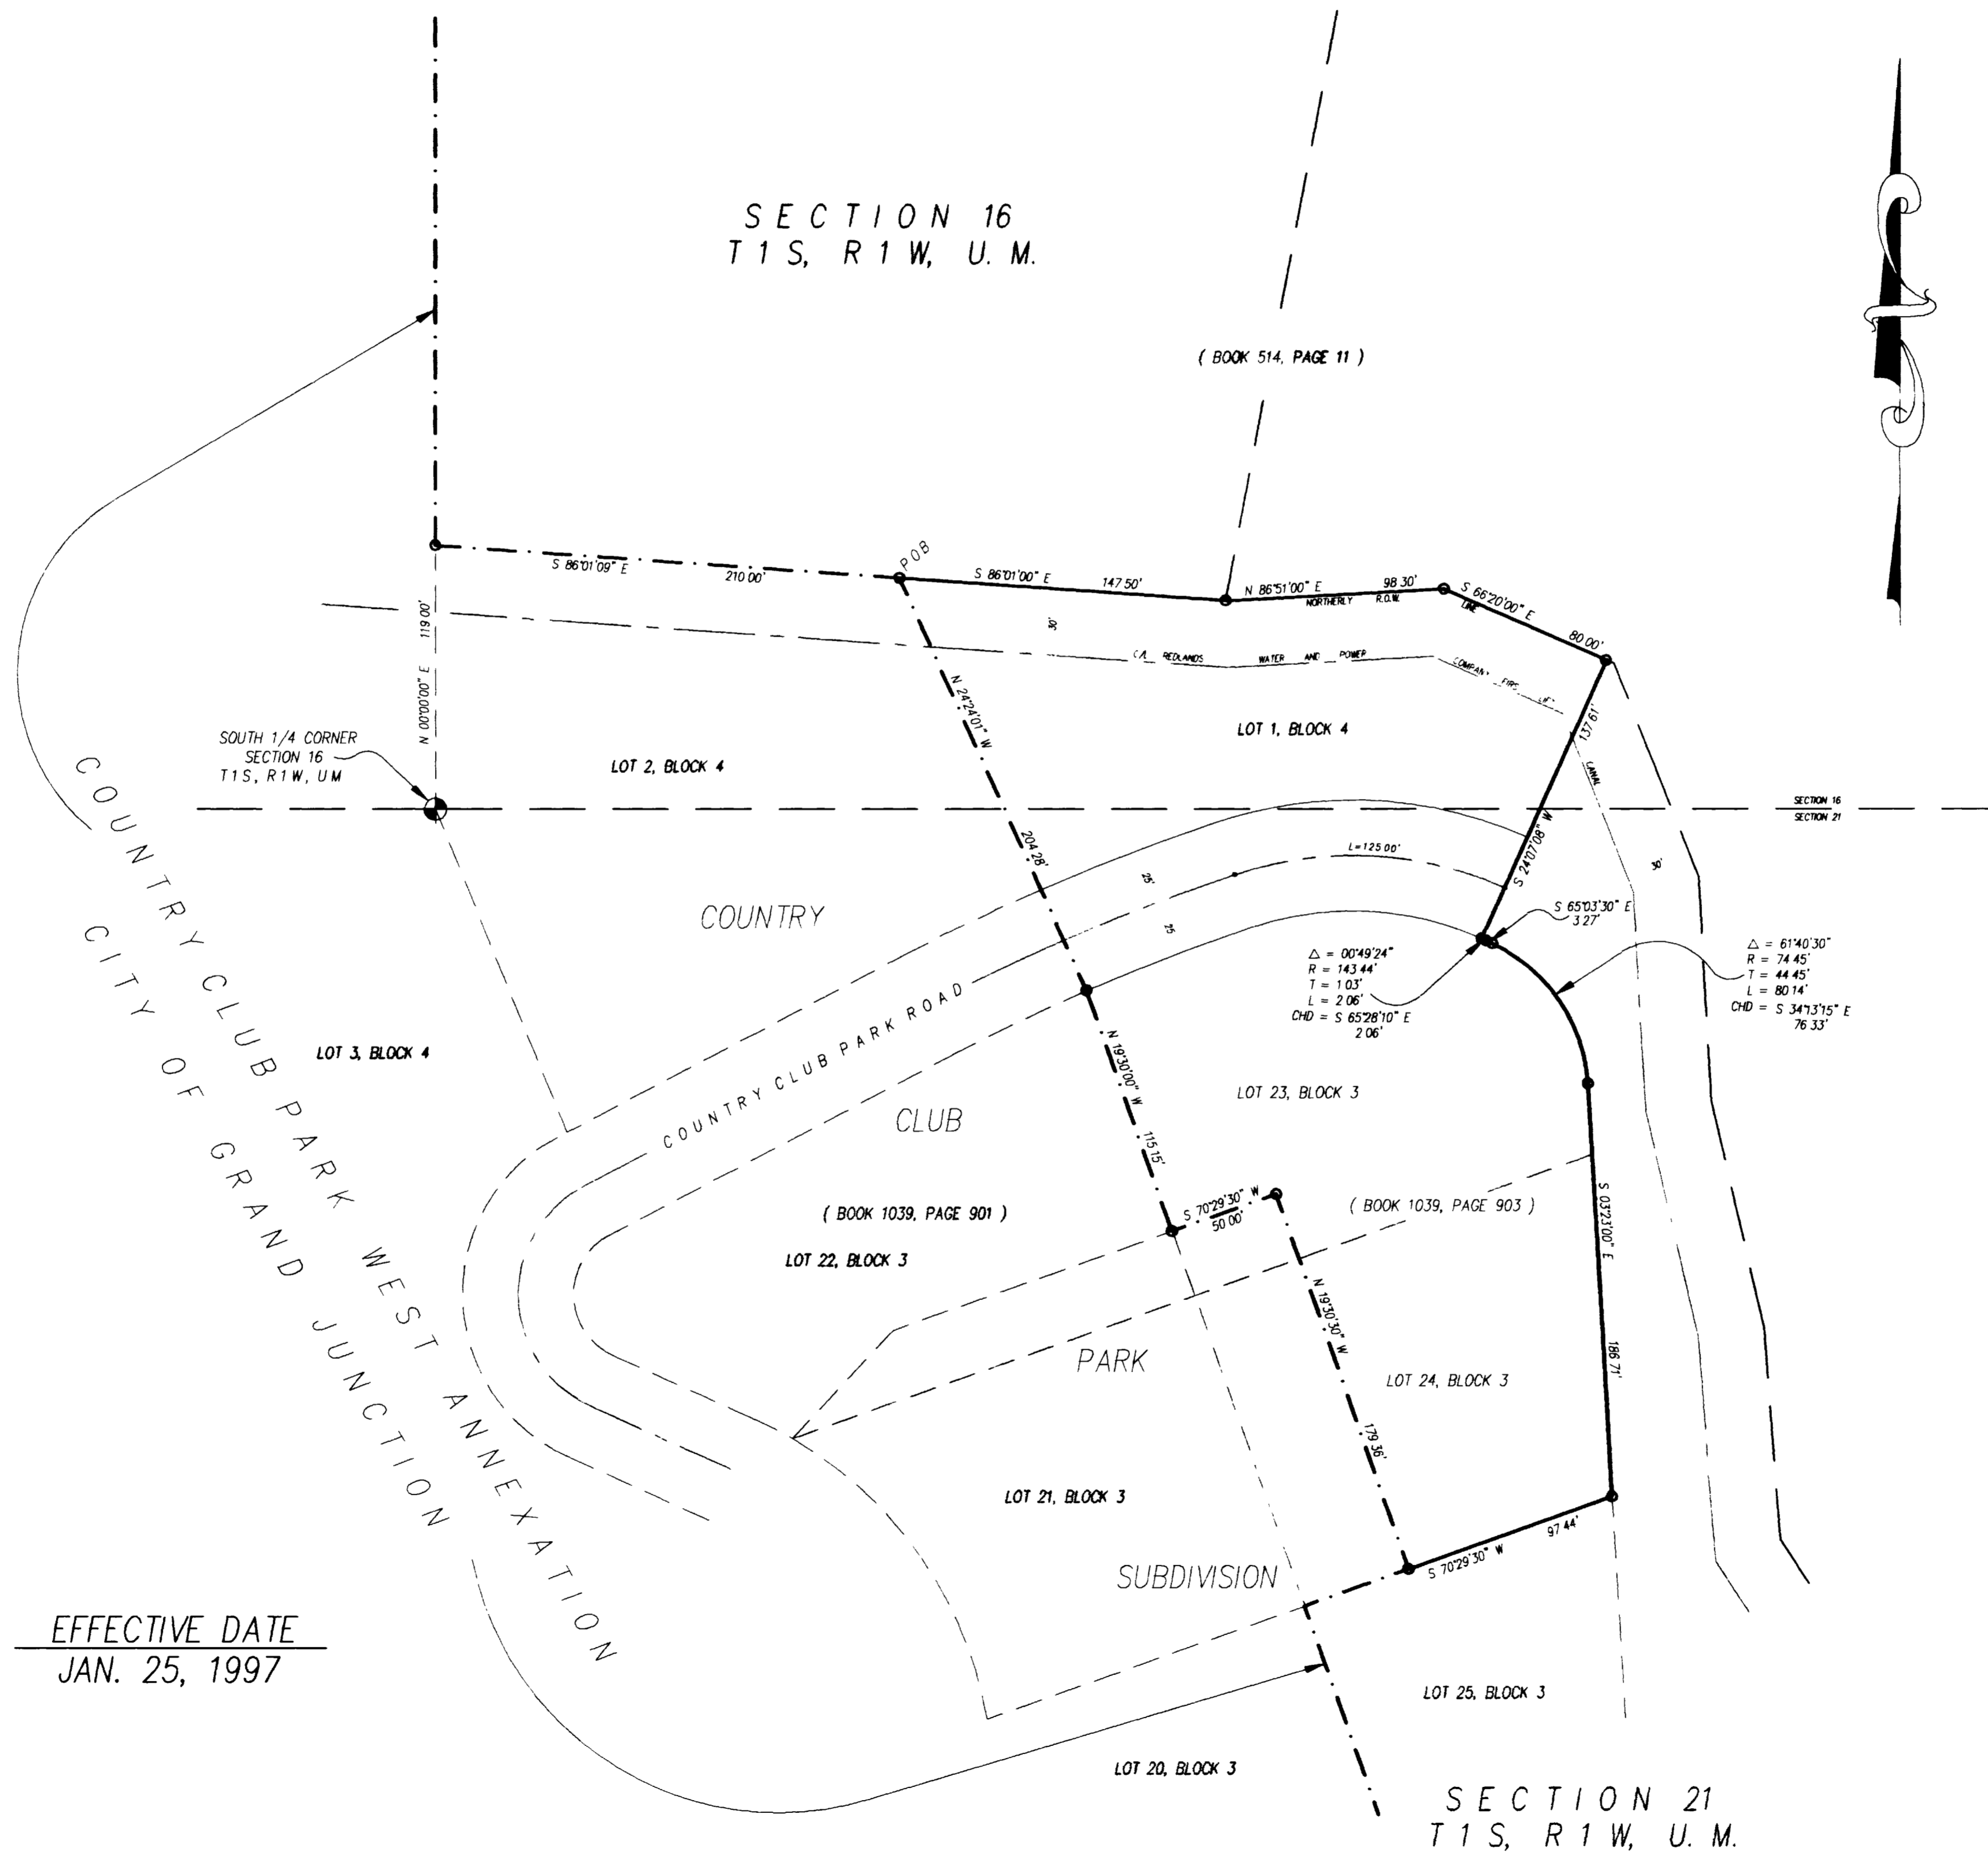 SECTION 16
T1S, R1W, U.M.
( BOOK 514, PAGE 11 )
POB
S 86°01'09" E
210 00'
S 86°01'00" E
147 50'
N 86°51'00" E
98 30'
NORTHERLY R.O.W. LINE
S 66°20'00" E
80 00'
N 00°00'00" E
119 00'
30'
REDLANDS WATER AND POWER COMPANY FIRST
CANAL
137 61'
S 24°07'08" W
N 24°24'01" W
204 28'
LOT 1, BLOCK 4
SOUTH 1/4 CORNER
SECTION 16
T1S, R1W, UM
LOT 2, BLOCK 4
SECTION 16
SECTION 21
L=125 00'
25'
25
30'
COUNTRY
S 65°03'30" E
3 27'
△ = 00°49'24"
R = 143 44'
T = 1 03'
L = 2 06'
CHD = S 65°28'10" E
2 06'
△ = 61°40'30"
R = 74 45'
T = 44 45'
L = 80 14'
CHD = S 34°13'15" E
76 33'
LOT 3, BLOCK 4
COUNTRY CLUB PARK ROAD
N 19°30'00" W
115 15'
LOT 23, BLOCK 3
CLUB
S 70°29'30" W
50 00'
( BOOK 1039, PAGE 903 )
( BOOK 1039, PAGE 901 )
LOT 22, BLOCK 3
S 03°23'00" E
186 71'
N 19°30'30" W
179 36'
PARK
LOT 24, BLOCK 3
LOT 21, BLOCK 3
S 70°29'30" W
97 44'
SUBDIVISION
COUNTRY CLUB PARK WEST ANNEXATION
CITY OF GRAND JUNCTION
EFFECTIVE DATE
JAN. 25, 1997
LOT 25, BLOCK 3
LOT 20, BLOCK 3
SECTION 21
T1S, R1W, U.M.